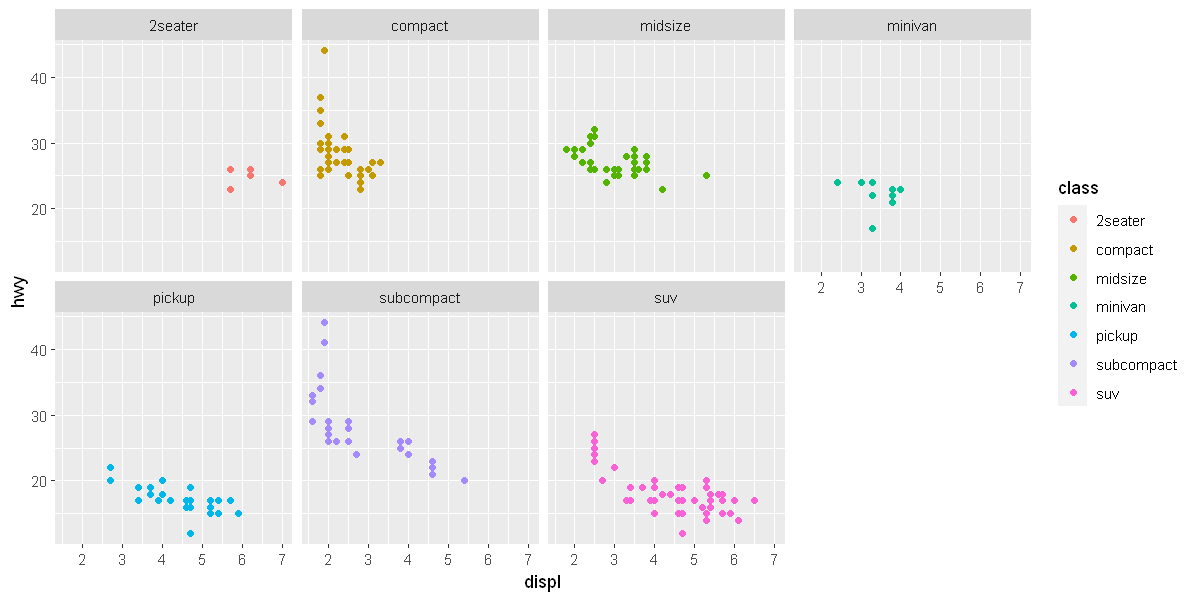 2seater compact midsize minivan
40
30
20
2 3 4 5 6 7
hwy
pickup subcompact suv
40
30
20
2 3 4 5 6 7 2 3 4 5 6 7 2 3 4 5 6 7
displ
class
2seater
compact
midsize
minivan
pickup
subcompact
suv